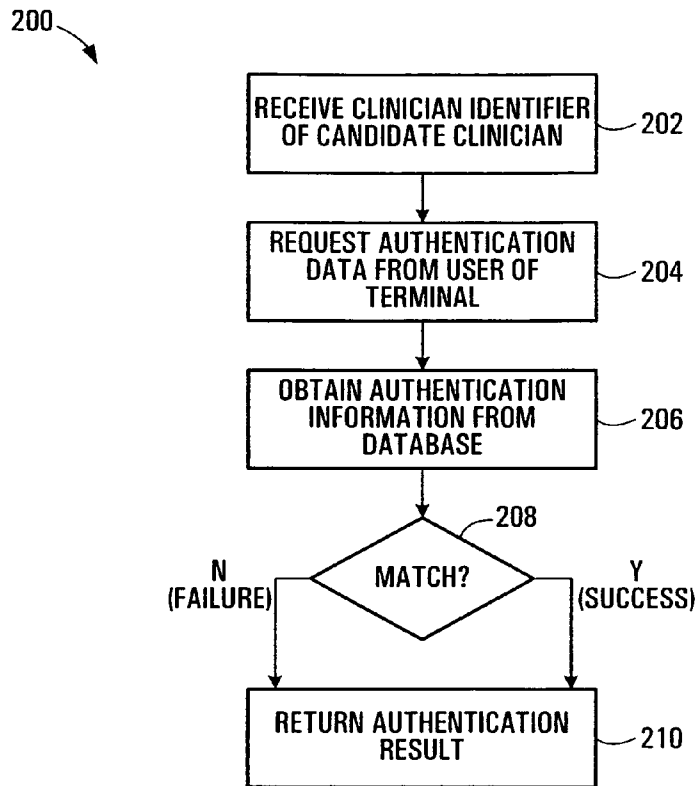 200
RECEIVE CLINICIAN IDENTIFIER
OF CANDIDATE CLINICIAN
202
REQUEST AUTHENTICATION
DATA FROM USER OF
TERMINAL
204
OBTAIN AUTHENTICATION
INFORMATION FROM
DATABASE
206
208
MATCH?
N
(FAILURE)
Y
(SUCCESS)
RETURN AUTHENTICATION
RESULT
210